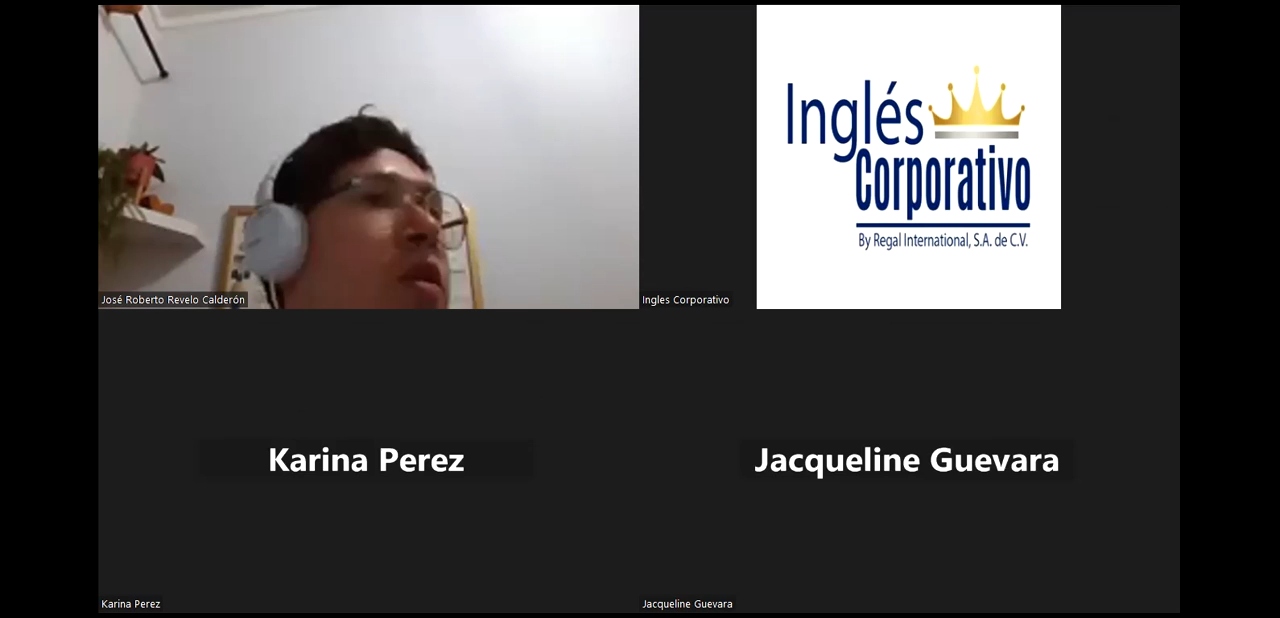 Inglés
Corporativo
By Regal International, S.A. de C.V.
José Roberto Revelo Calderón
Ingles Corporativo
Karina Perez
Jacqueline Guevara
Karina Perez
Jacqueline Guevara